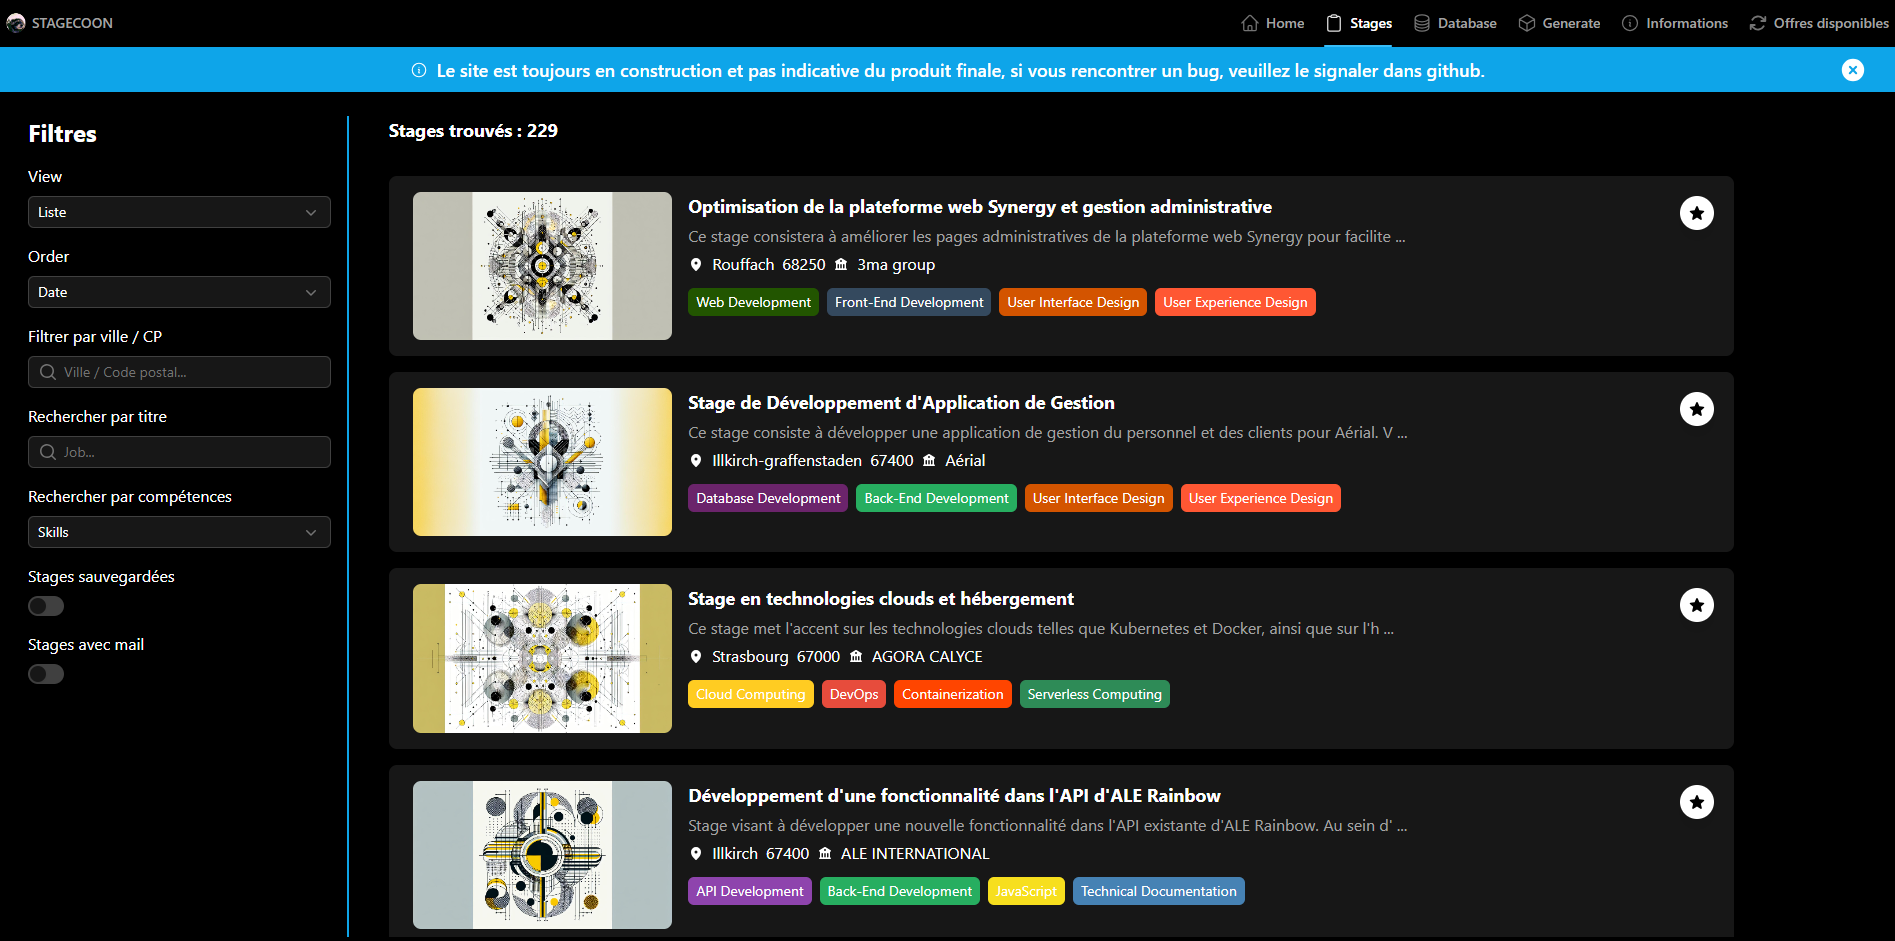 STAGECOON
Home
Stages
Database
Generate
Informations
Offres disponibles
Le site est toujours en construction et pas indicative du produit finale, si vous rencontrer un bug, veuillez le signaler dans github.
Filtres
View
Liste
Order
Date
Filtrer par ville / CP
Ville / Code postal...
Rechercher par titre
Job...
Rechercher par compétences
Skills
Stages sauvegardées
Stages avec mail
Stages trouvés : 229
Optimisation de la plateforme web Synergy et gestion administrative
Ce stage consistera à améliorer les pages administratives de la plateforme web Synergy pour facilite ...
Rouffach 68250 3ma group
Web Development Front-End Development User Interface Design User Experience Design
Stage de Développement d'Application de Gestion
Ce stage consiste à développer une application de gestion du personnel et des clients pour Aérial. V ...
Illkirch-graffenstaden 67400 Aérial
Database Development Back-End Development User Interface Design User Experience Design
Stage en technologies clouds et hébergement
Ce stage met l'accent sur les technologies clouds telles que Kubernetes et Docker, ainsi que sur l'h ...
Strasbourg 67000 AGORA CALYCE
Cloud Computing DevOps Containerization Serverless Computing
Développement d'une fonctionnalité dans l'API d'ALE Rainbow
Stage visant à développer une nouvelle fonctionnalité dans l'API existante d'ALE Rainbow. Au sein d' ...
Illkirch 67400 ALE INTERNATIONAL
API Development Back-End Development JavaScript Technical Documentation